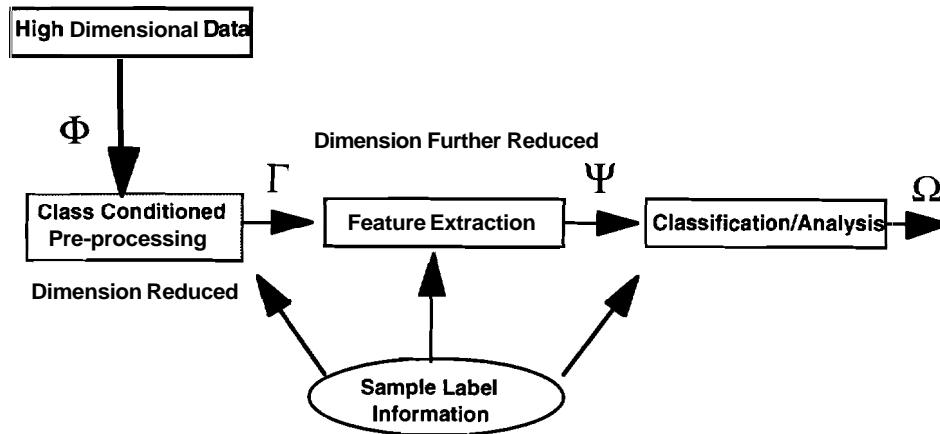 High Dimensional Data
Φ
Dimension Further Reduced
Γ
Ψ
Ω
Class Conditioned
Pre-processing
Feature Extraction
Classification/Analysis
Dimension Reduced
Sample Label
Information